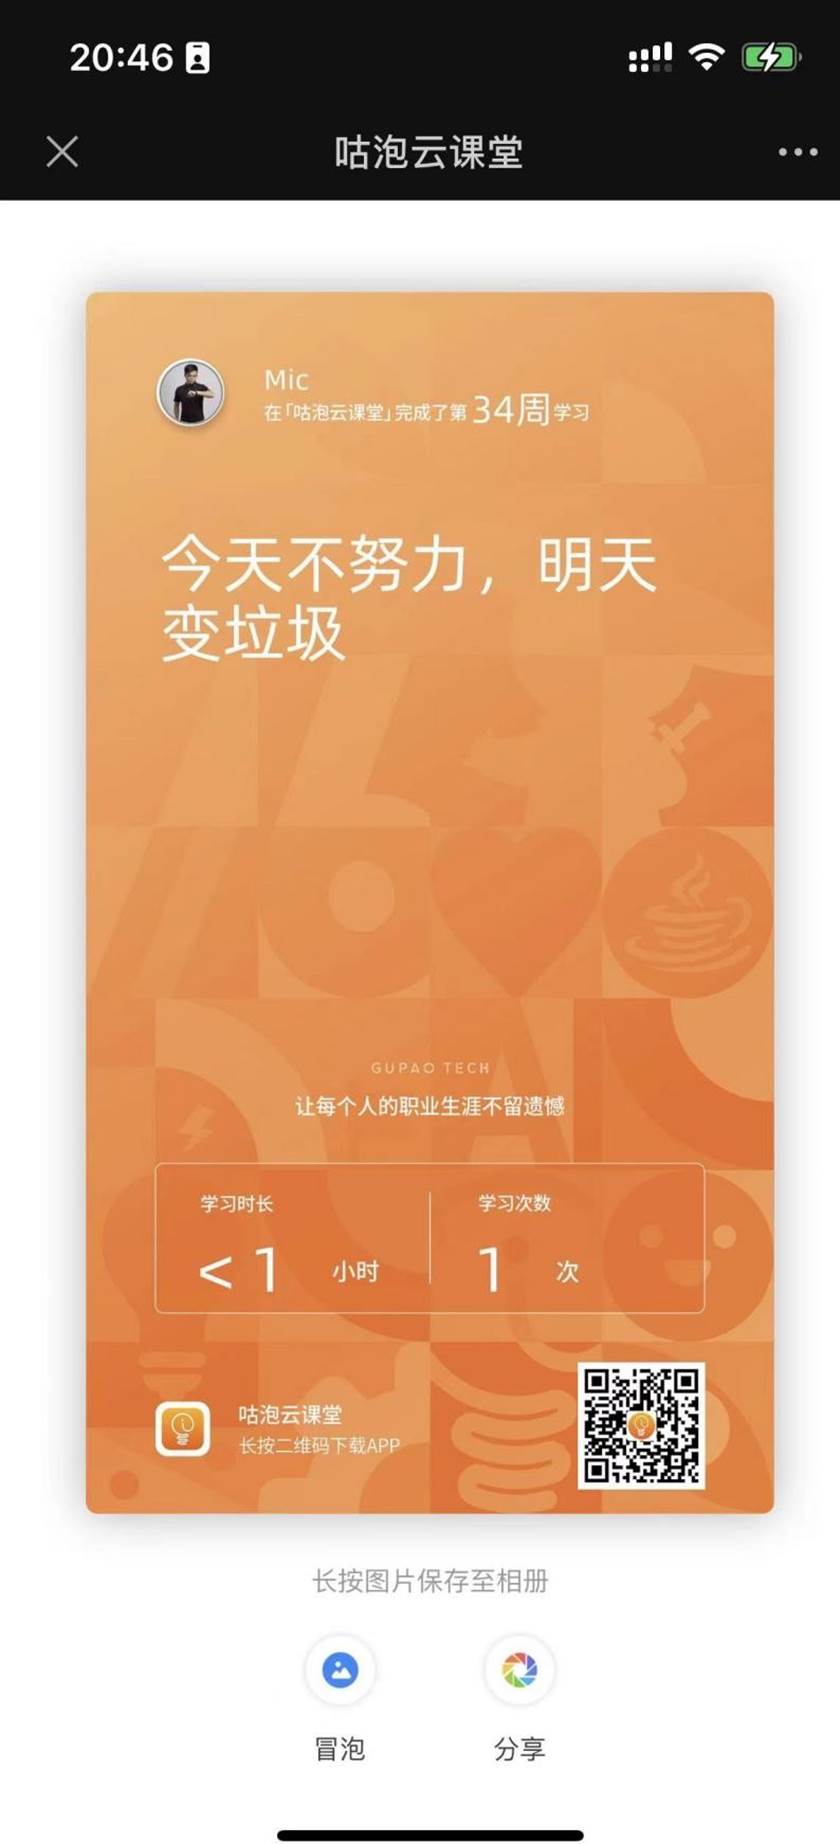 20:46
咕泡云课堂
Mic
在「咕泡云课堂」完成了第34周学习
今天不努力，明天
变垃圾
GUPAO TECH
让每个人的职业生涯不留遗憾
学习时长
学习次数
<1 小时
1 次
咕泡云课堂
长按二维码下载APP
长按图片保存至相册
冒泡
分享